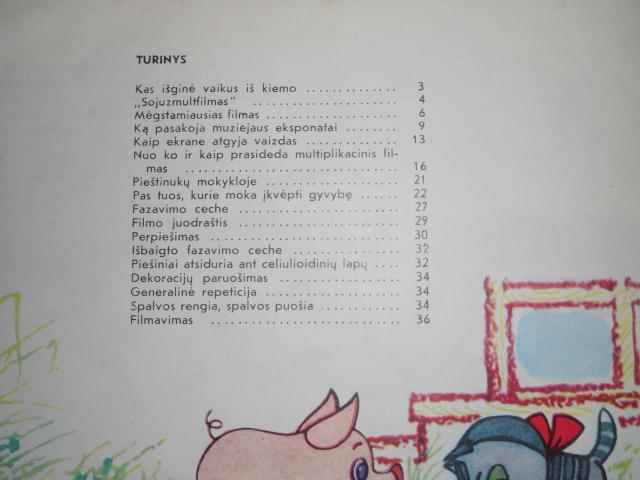 TURINYS
Kas išginė vaikus iš kiemo . . . . . . . . . . . . . . 3
„Sojuzmultfilmas" . . . . . . . . . . . . . . . . . . . . . 4
Mėgstamiausias filmas . . . . . . . . . . . . . . . . . . . . 6
Ką pasakoja muziejaus eksponatai . . . . . . . . 9
Kaip ekrane atgyja vaizdas . . . . . . . . . . . . . 13
Nuo ko ir kaip prasideda multiplikacinis fil-
mas . . . . . . . . . . . . . . . . . . . . . . . . . . . . . . 16
Pieštinukų mokykloje . . . . . . . . . . . . . . . . . . . 21
Pas tuos, kurie moka įkvėpti gyvybę . . . . . . . 22
Fazavimo ceche . . . . . . . . . . . . . . . . . . . . . . . 27
Filmo juodraštis . . . . . . . . . . . . . . . . . . . . . . . 29
Perpiešimas . . . . . . . . . . . . . . . . . . . . . . . . . . 30
Išbaigto fazavimo ceche . . . . . . . . . . . . . . . . 32
Piešiniai atsiduria ant celiulioidinių lapų . . . . 32
Dekoracijų paruošimas . . . . . . . . . . . . . . . . . . 34
Generalinė repeticija . . . . . . . . . . . . . . . . . . . . 34
Spalvos rengia, spalvos puošia . . . . . . . . . . . . 34
Filmavimas . . . . . . . . . . . . . . . . . . . . . . . . . . 36